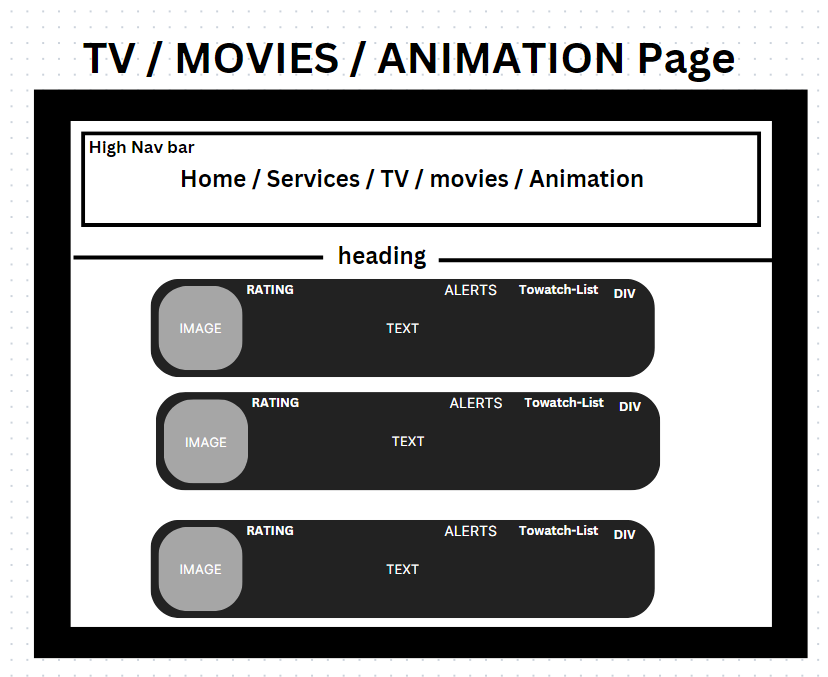 TV / MOVIES / ANIMATION Page
High Nav bar
Home / Services / TV / movies / Animation
heading
RATING ALERTS Towatch-List DIV
IMAGE TEXT
RATING ALERTS Towatch-List DIV
IMAGE TEXT
RATING ALERTS Towatch-List DIV
IMAGE TEXT